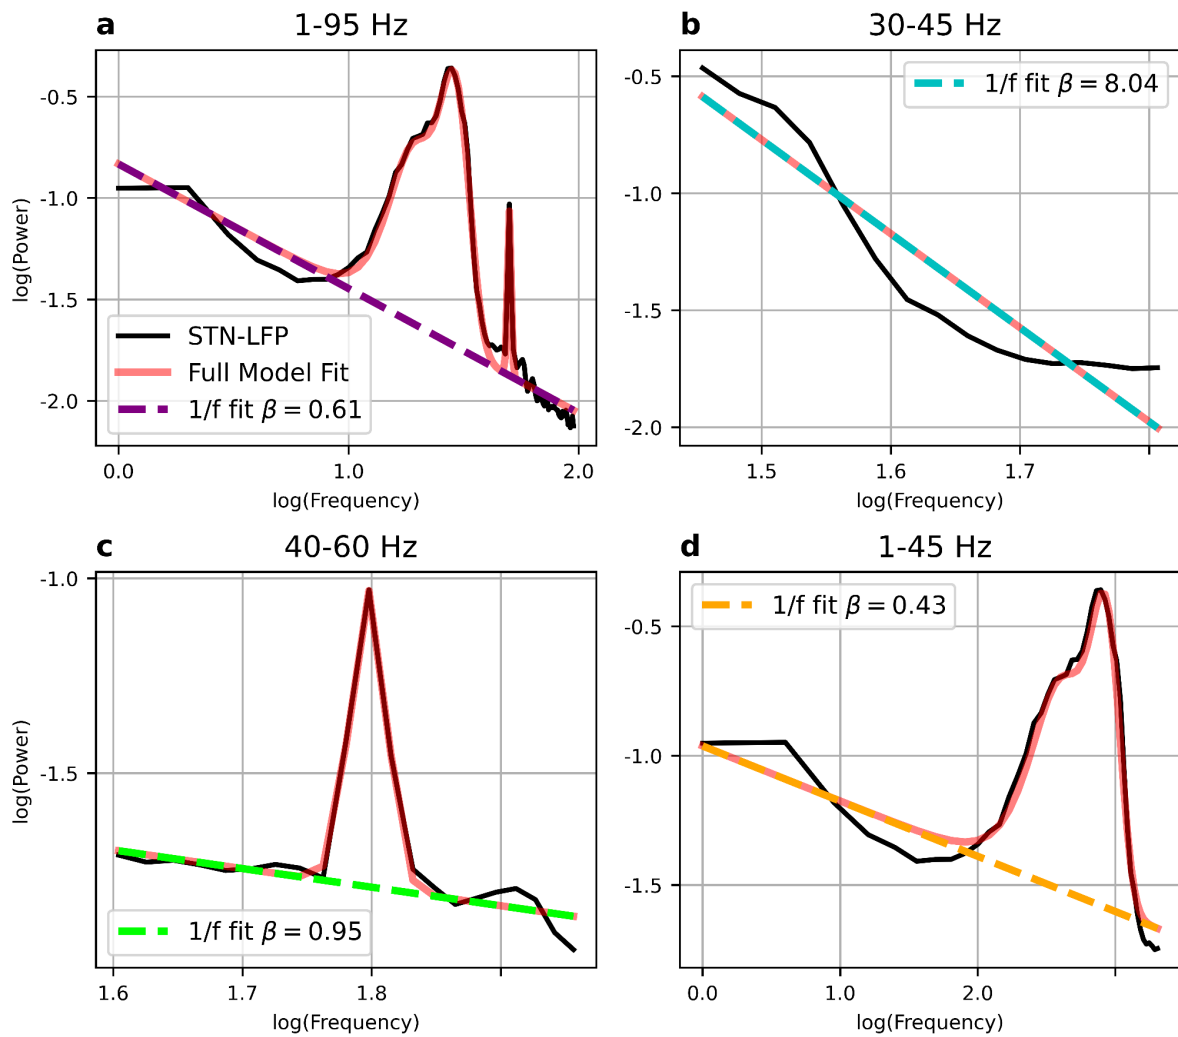 a 1-95 Hz
-0.5
-1.0
-1.5
-2.0
log(Power)
STN-LFP
Full Model Fit
1/f fit β = 0.61
0.0 1.0 2.0
log(Frequency)
b 30-45 Hz
1/f fit β = 8.04
-0.5
-1.0
-1.5
-2.0
1.5 1.6 1.7
log(Frequency)
c 40-60 Hz
-1.0
-1.5
log(Power)
1/f fit β = 0.95
1.6 1.7 1.8
log(Frequency)
d 1-45 Hz
1/f fit β = 0.43
-0.5
-1.0
-1.5
0.0 1.0 2.0
log(Frequency)